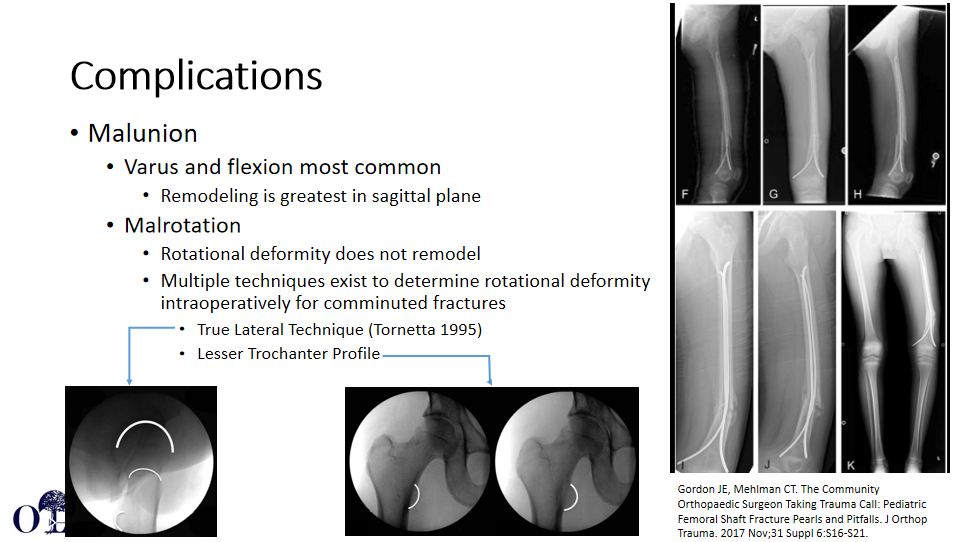 Complications
• Malunion
• Varus and flexion most common
• Remodeling is greatest in sagittal plane
• Malrotation
• Rotational deformity does not remodel
• Multiple techniques exist to determine rotational deformity
intraoperatively for comminuted fractures
• True Lateral Technique (Tornetta 1995)
• Lesser Trochanter Profile
F
G
H
I
J
K
Gordon JE, Mehlman CT. The Community
Orthopaedic Surgeon Taking Trauma Call: Pediatric
Femoral Shaft Fracture Pearls and Pitfalls. J Orthop
Trauma. 2017 Nov;31 Suppl 6:S16-S21.